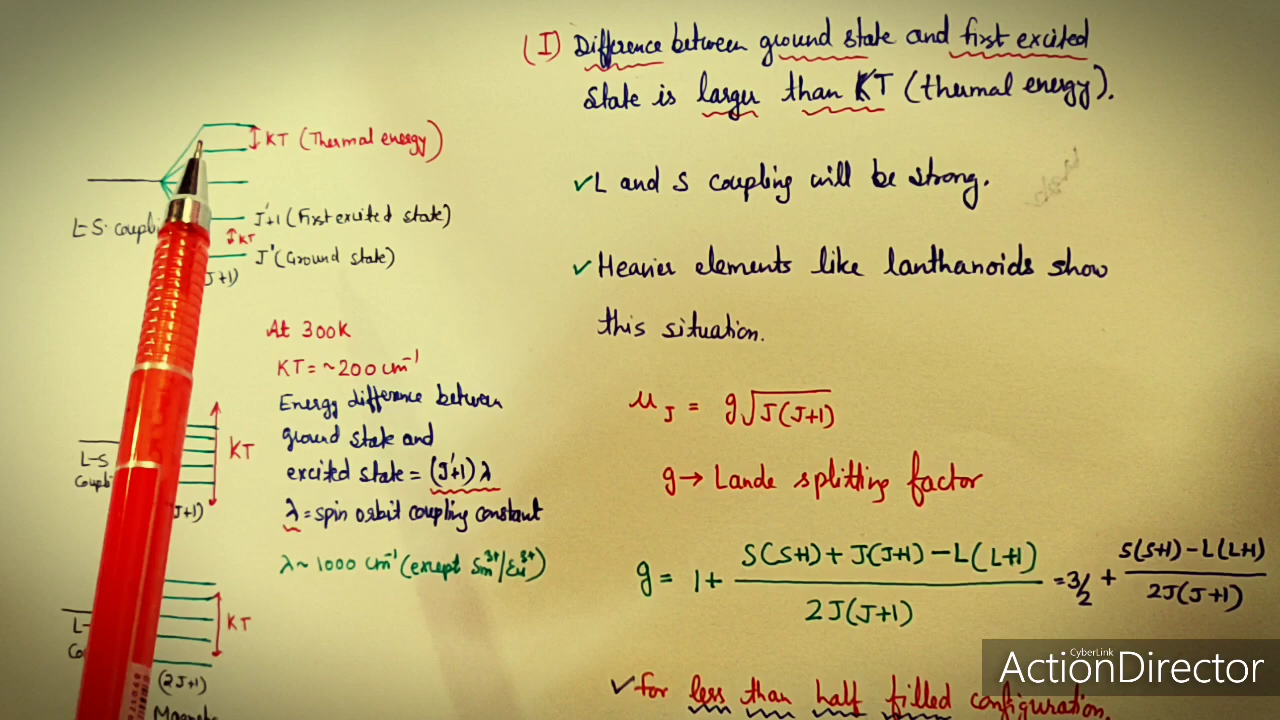 (I) Difference between ground state and first excited
state is larger than KT (thermal energy).
✓ L and S coupling will be strong.
✓ Heavier elements like lanthanoids show
this situation.
μJ = g√J(J+1)
g → Lande splitting factor
g = 1 + S(S+1) + J(J+1) - L(L+1) / 2J(J+1) = 3/2 + S(S+1) - L(L+1) / 2J(J+1)
✓ for less than half filled configuration,
KT (Thermal energy)
J'+1 (First excited state)
L-S.
KT
J' (Ground state)
J+1)
At 300K
KT = ~200 cm⁻¹
Energy difference between
ground state and
excited state = (J'+1) λ
λ = spin orbit coupling constant
λ ~ 1000 cm⁻¹ (except Sm³⁺/Eu³⁺)
KT
L-S
J+1)
KT
(2J+1)
CyberLink
ActionDirector